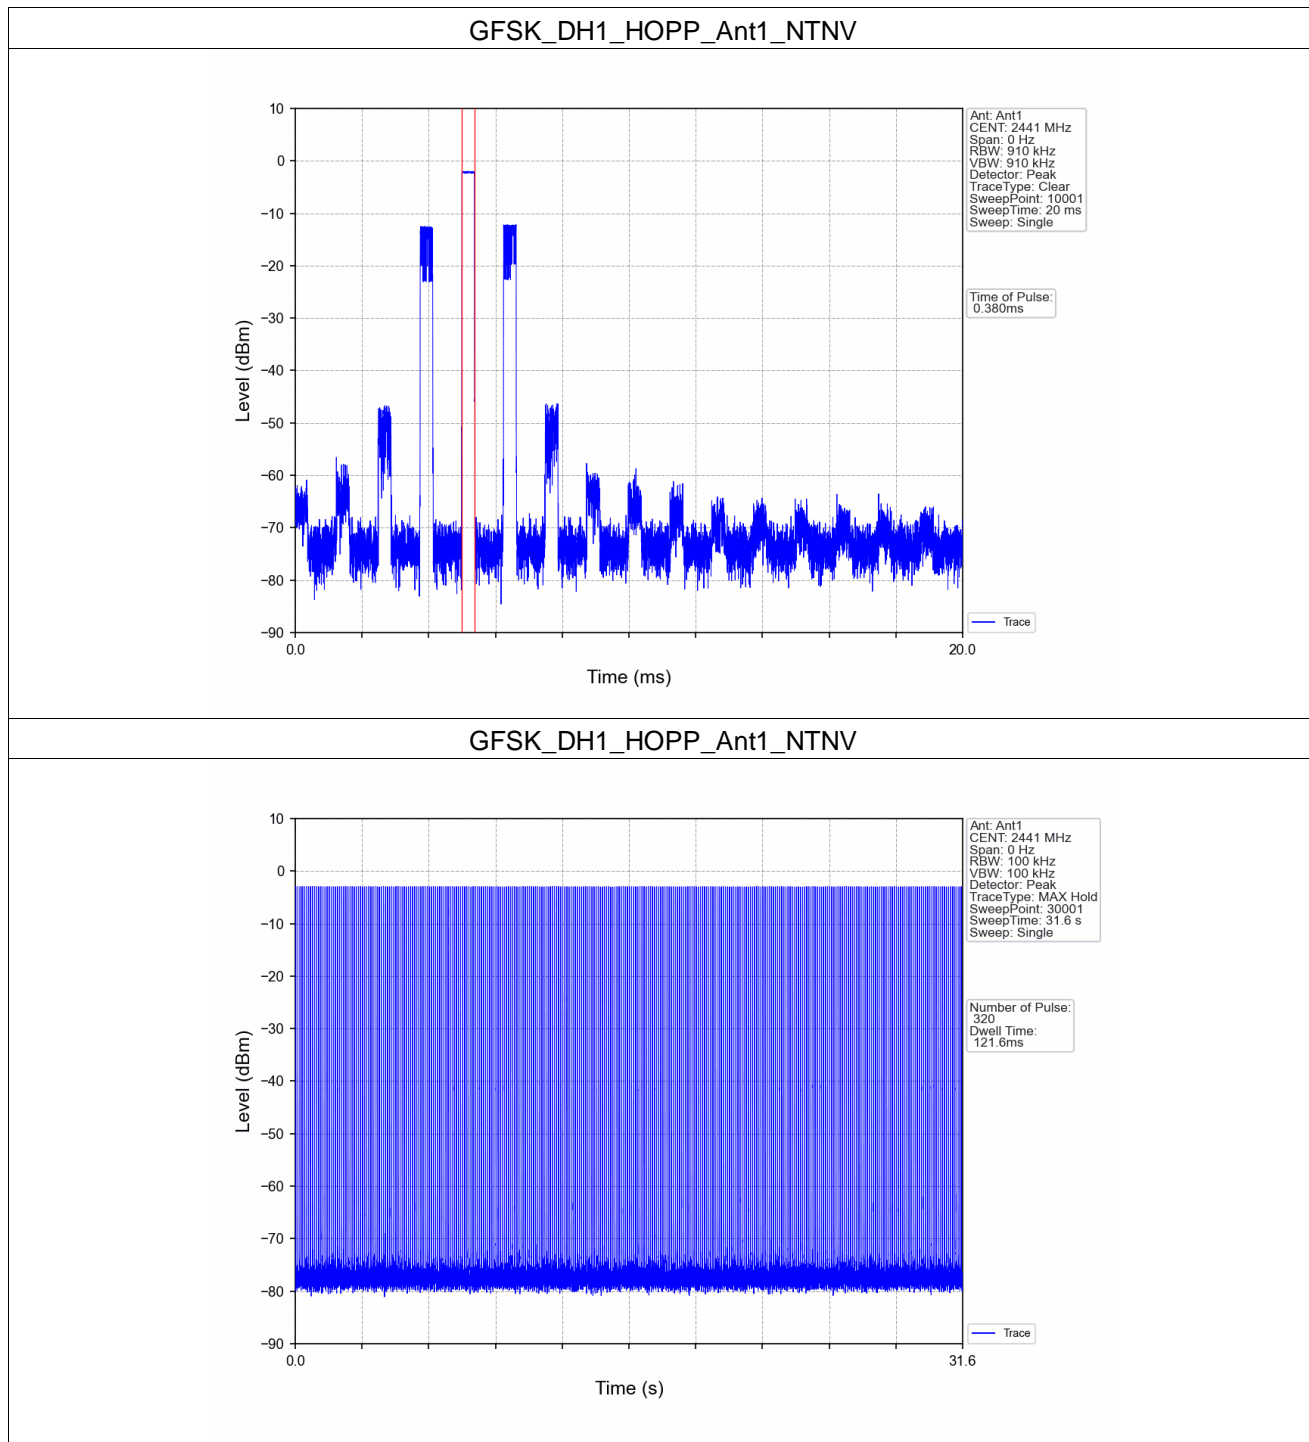 GFSK_DH1_HOPP_Ant1_NTNV
10
0
−10
−20
−30
−40
−50
−60
−70
−80
−90
Level (dBm)
0.0
20.0
Time (ms)
Ant: Ant1
CENT: 2441 MHz
Span: 0 Hz
RBW: 910 kHz
VBW: 910 kHz
Detector: Peak
TraceType: Clear
SweepPoint: 10001
SweepTime: 20 ms
Sweep: Single
Time of Pulse:
0.380ms
Trace
GFSK_DH1_HOPP_Ant1_NTNV
10
0
−10
−20
−30
−40
−50
−60
−70
−80
−90
Level (dBm)
0.0
31.6
Time (s)
Ant: Ant1
CENT: 2441 MHz
Span: 0 Hz
RBW: 100 kHz
VBW: 100 kHz
Detector: Peak
TraceType: MAX Hold
SweepPoint: 30001
SweepTime: 31.6 s
Sweep: Single
Number of Pulse:
320
Dwell Time:
121.6ms
Trace